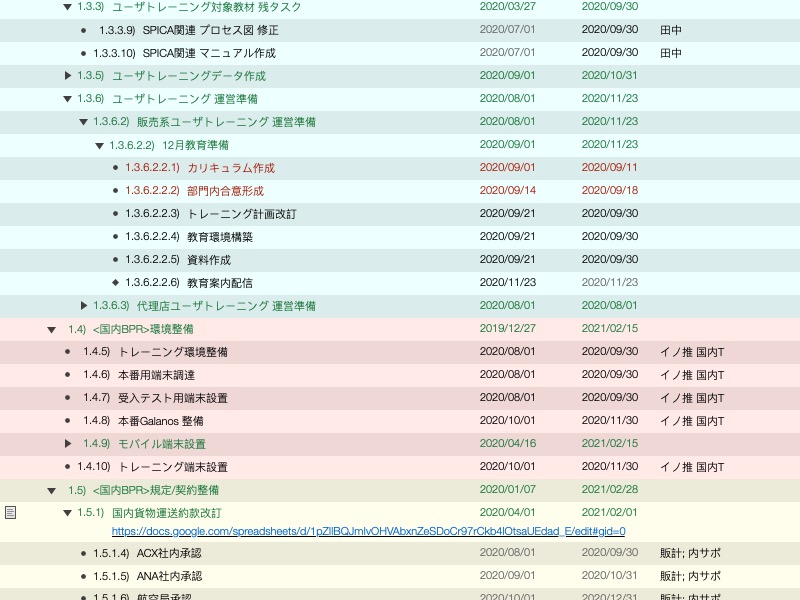 1.3.3) ユーザトレーニング対象教材 残タスク 2020/03/27 2020/09/30
1.3.3.9) SPICA関連 プロセス図 修正 2020/07/01 2020/09/30 田中
1.3.3.10) SPICA関連 マニュアル作成 2020/07/01 2020/09/30 田中
1.3.5) ユーザトレーニングデータ作成 2020/09/01 2020/10/31
1.3.6) ユーザトレーニング 運営準備 2020/08/01 2020/11/23
1.3.6.2) 販売系ユーザトレーニング 運営準備 2020/08/01 2020/11/23
1.3.6.2.2) 12月教育準備 2020/09/01 2020/11/23
1.3.6.2.2.1) カリキュラム作成 2020/09/01 2020/09/11
1.3.6.2.2.2) 部門内合意形成 2020/09/14 2020/09/18
1.3.6.2.2.3) トレーニング計画改訂 2020/09/21 2020/09/30
1.3.6.2.2.4) 教育環境構築 2020/09/21 2020/09/30
1.3.6.2.2.5) 資料作成 2020/09/21 2020/09/30
1.3.6.2.2.6) 教育案内配信 2020/11/23 2020/11/23
1.3.6.3) 代理店ユーザトレーニング 運営準備 2020/08/01 2020/08/01
1.4) <国内BPR>環境整備 2019/12/27 2021/02/15
1.4.5) トレーニング環境整備 2020/08/01 2020/09/30 イノ推 国内T
1.4.6) 本番用端末調達 2020/08/01 2020/09/30 イノ推 国内T
1.4.7) 受入テスト用端末設置 2020/08/01 2020/09/30 イノ推 国内T
1.4.8) 本番Galanos 整備 2020/10/01 2020/11/30 イノ推 国内T
1.4.9) モバイル端末設置 2020/04/16 2021/02/15
1.4.10) トレーニング端末設置 2020/10/01 2020/11/30 イノ推 国内T
1.5) <国内BPR>規定/契約整備 2020/01/07 2021/02/28
1.5.1) 国内貨物運送約款改訂 2020/04/01 2021/02/01
https://docs.google.com/spreadsheets/d/1pZIlBQJmlvOHVAbxnZeSDoCr97rCkb4lOtsaUEdad_E/edit#gid=0
1.5.1.4) ACX社内承認 2020/08/01 2020/09/30 販計; 内サポ
1.5.1.5) ANA社内承認 2020/09/01 2020/10/31 販計; 内サポ
1.5.1.6) 航空局承認 2020/10/01 2020/12/31 販計; 内サポ